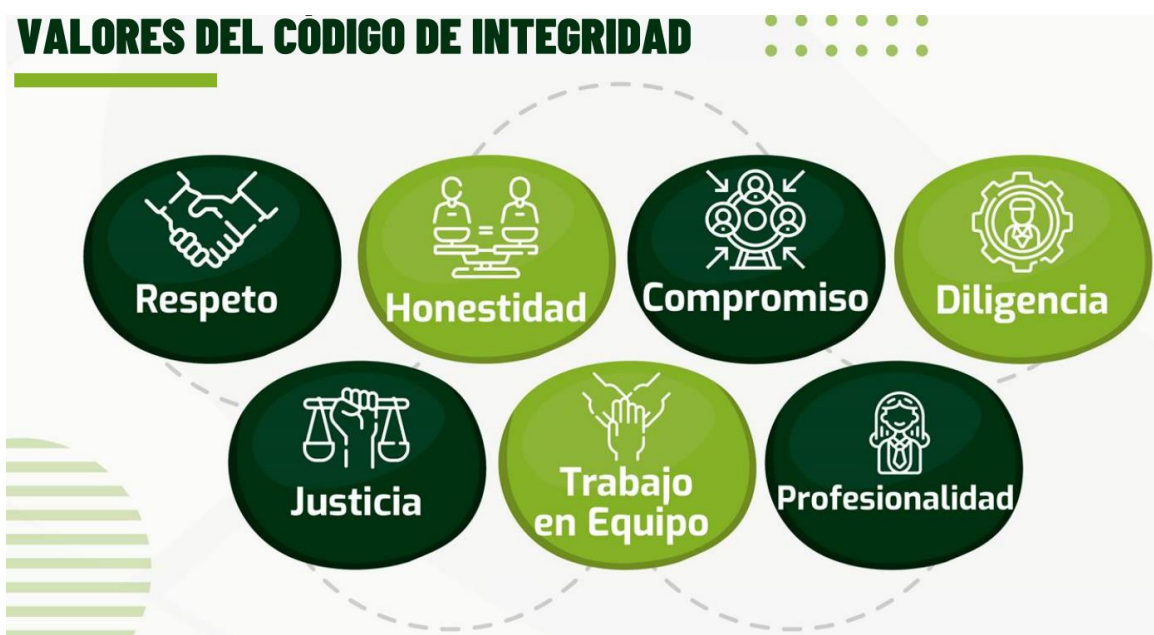 VALORES DEL CÓDIGO DE INTEGRIDAD
Respeto
Honestidad
Compromiso
Diligencia
Justicia
Trabajo
en Equipo
Profesionalidad